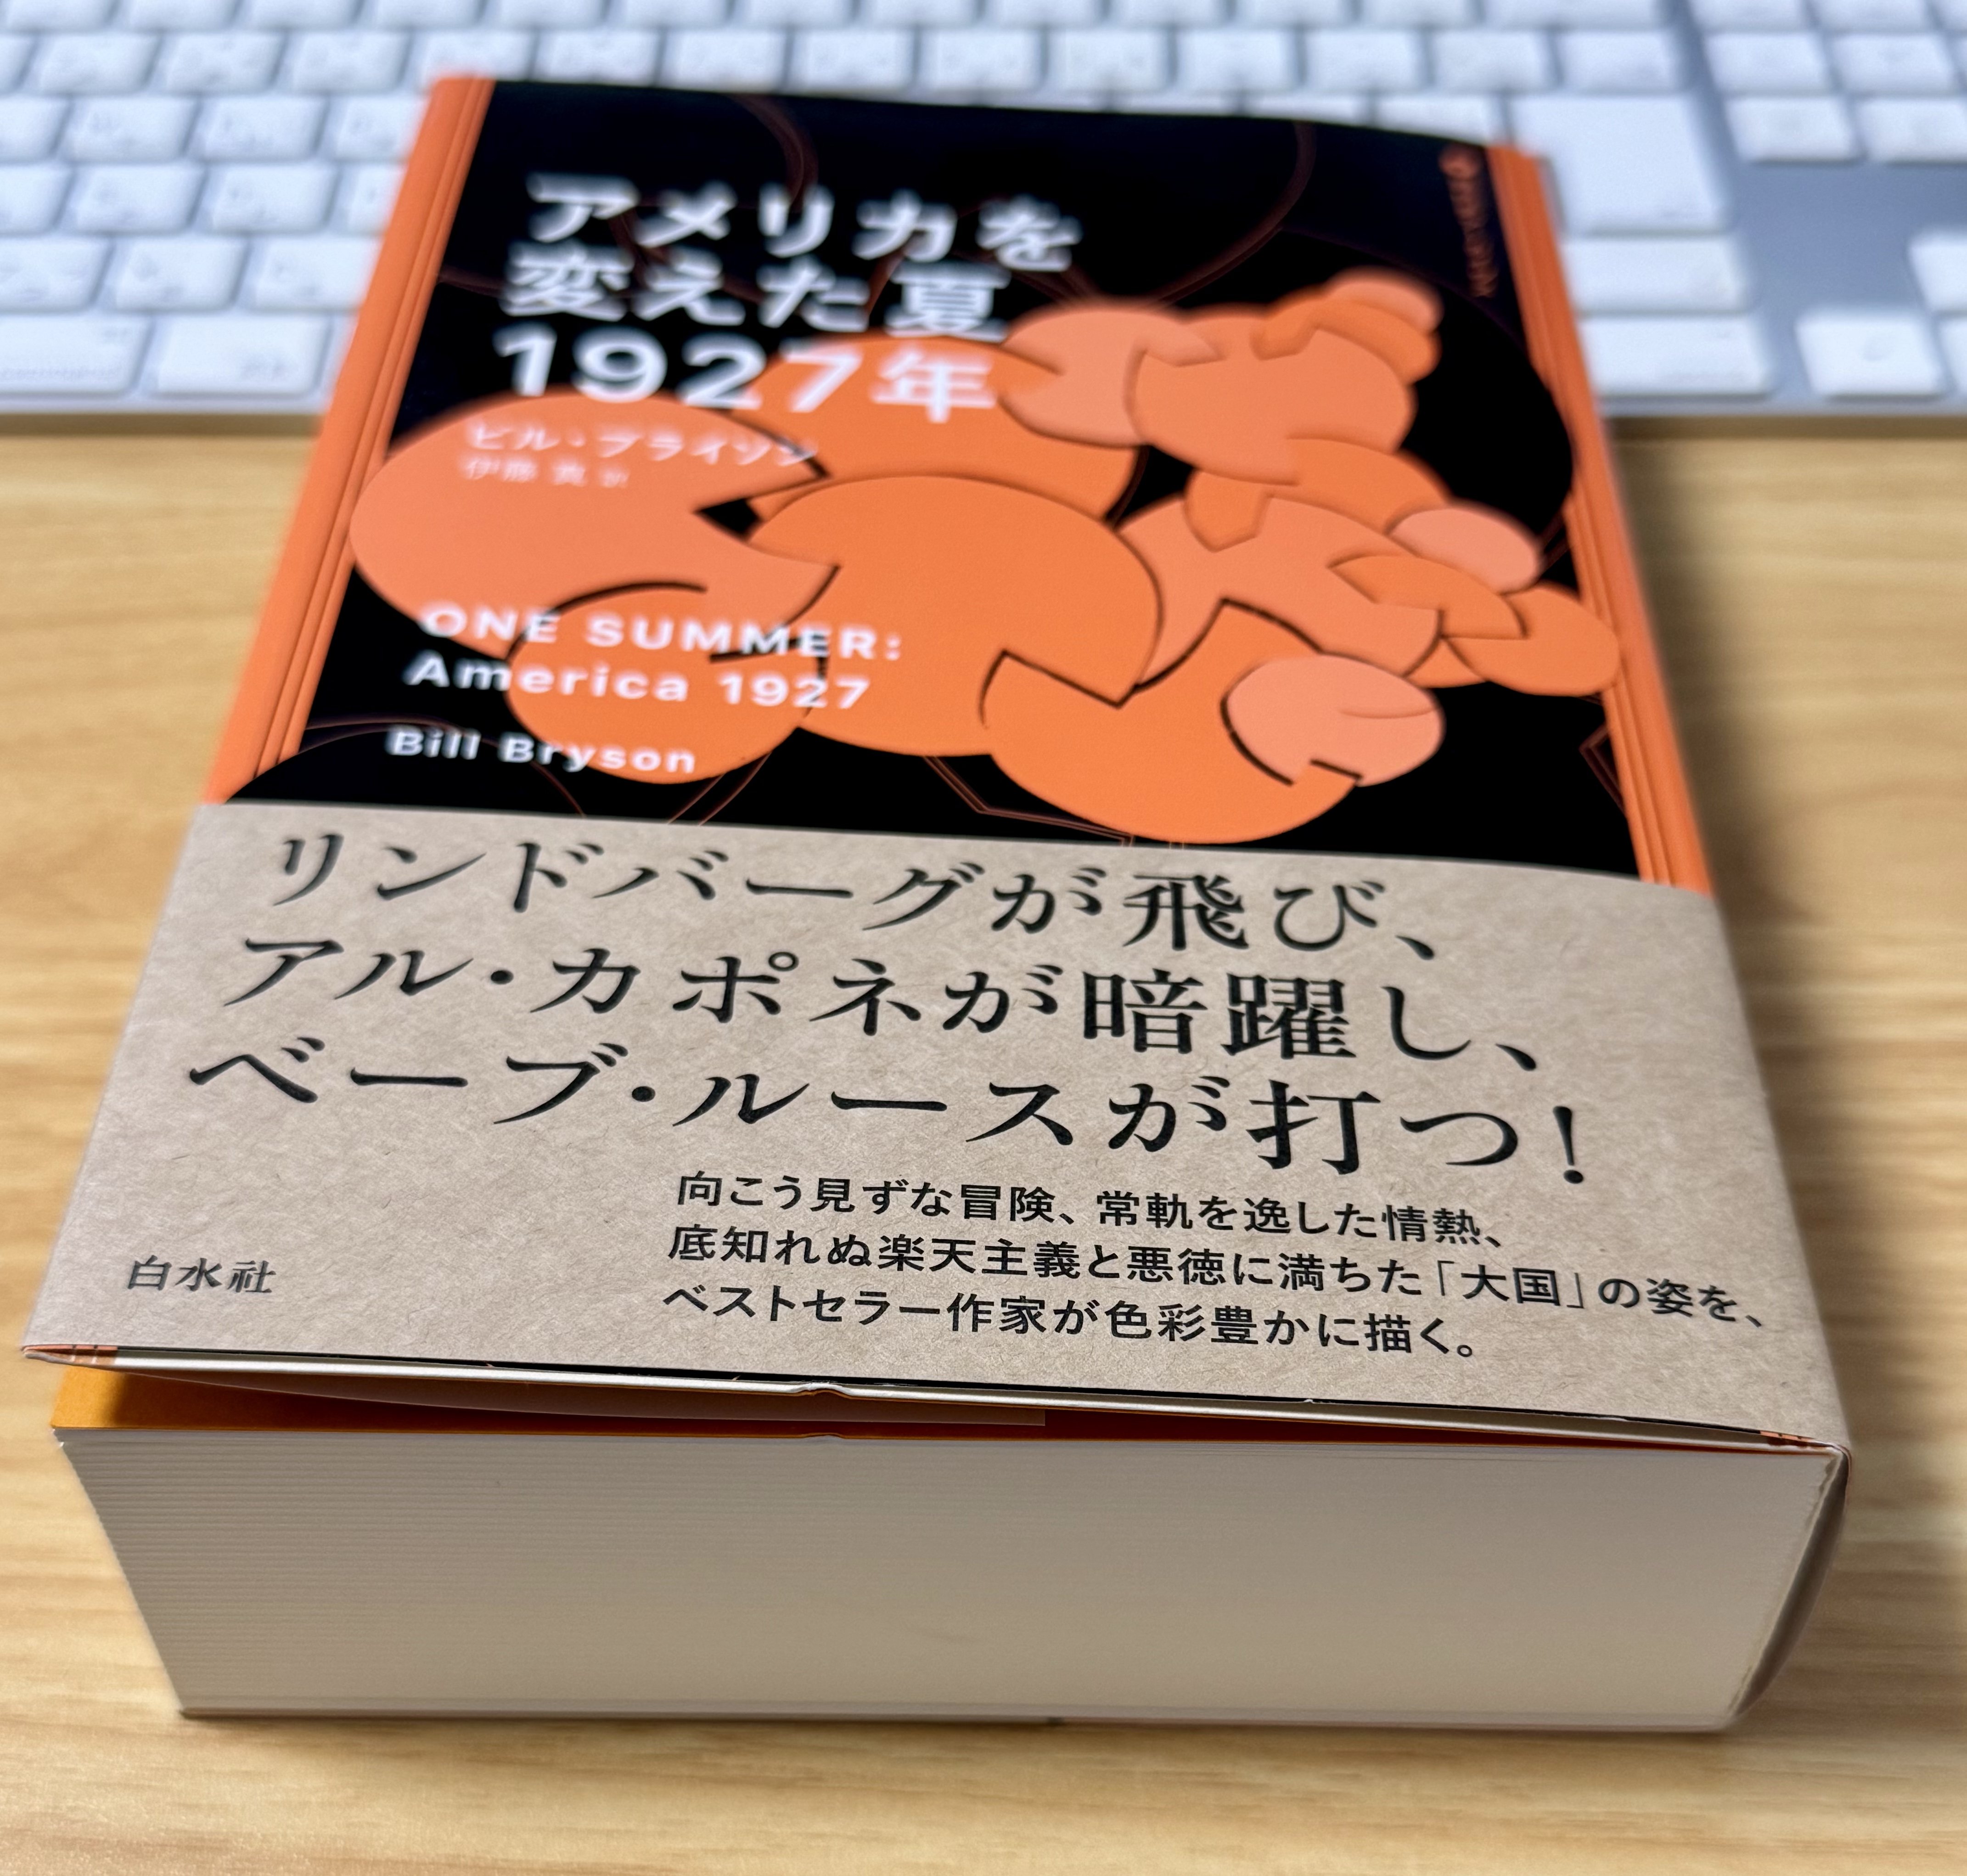 アメリカを
変えた夏
1927年
ビル・ブライソン
伊藤 真 訳
ONE SUMMER:
America 1927
Bill Bryson
リンドバーグが飛び、
アル・カポネが暗躍し、
ベーブ・ルースが打つ!
向こう見ずな冒険、常軌を逸した情熱、
底知れぬ楽天主義と悪徳に満ちた「大国」の姿を、
ベストセラー作家が色彩豊かに描く。
白水社